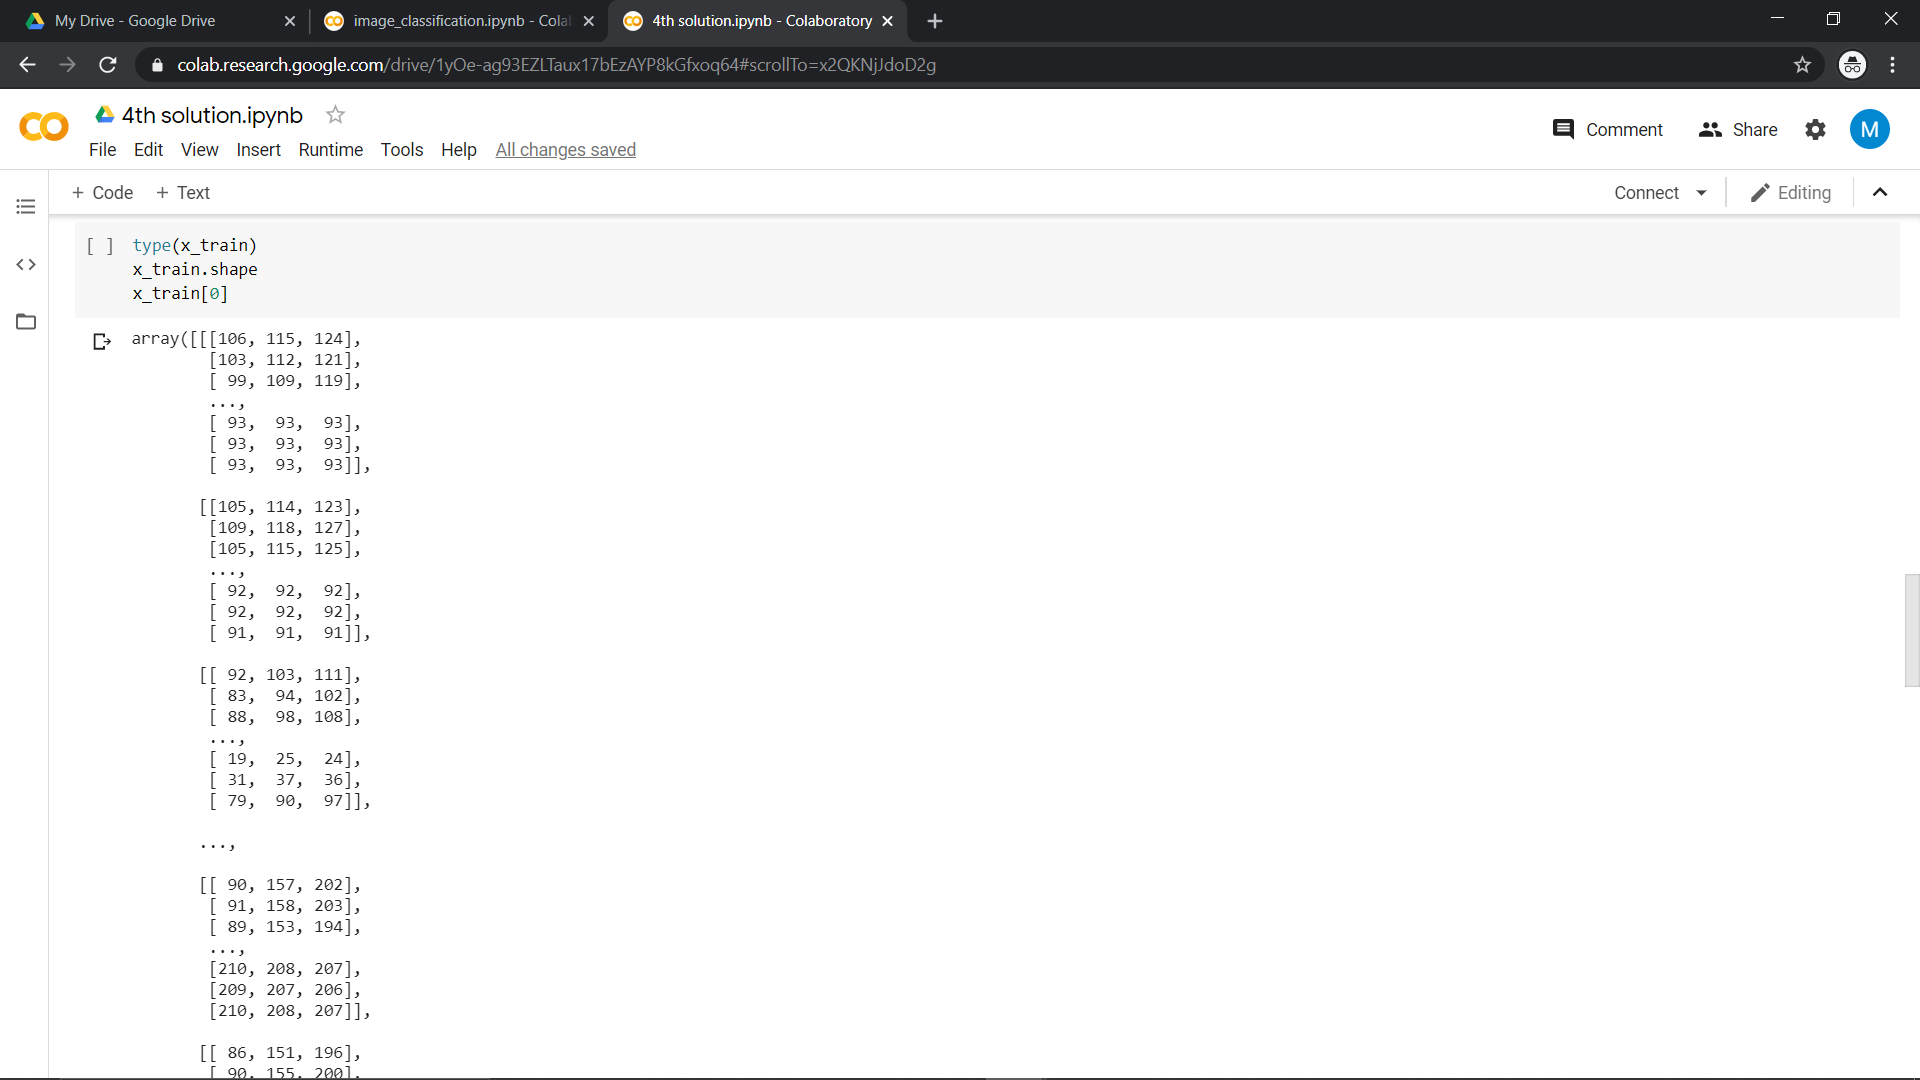 My Drive - Google Drive
image_classification.ipynb - Cola
4th solution.ipynb - Colaboratory
colab.research.google.com/drive/1yOe-ag93EZLTaux17bEzAYP8kGfxoq64#scrollTo=x2QKNjJdoD2g
4th solution.ipynb
Comment Share M
File Edit View Insert Runtime Tools Help All changes saved
+ Code + Text Connect Editing
[ ] type(x_train)
x_train.shape
x_train[0]
array([[[106, 115, 124],
[103, 112, 121],
[ 99, 109, 119],
...,
[ 93, 93, 93],
[ 93, 93, 93],
[ 93, 93, 93]],
[[105, 114, 123],
[109, 118, 127],
[105, 115, 125],
...,
[ 92, 92, 92],
[ 92, 92, 92],
[ 91, 91, 91]],
[[ 92, 103, 111],
[ 83, 94, 102],
[ 88, 98, 108],
...,
[ 19, 25, 24],
[ 31, 37, 36],
[ 79, 90, 97]],
...,
[[ 90, 157, 202],
[ 91, 158, 203],
[ 89, 153, 194],
...,
[210, 208, 207],
[209, 207, 206],
[210, 208, 207]],
[[ 86, 151, 196],
[ 90, 155, 200],